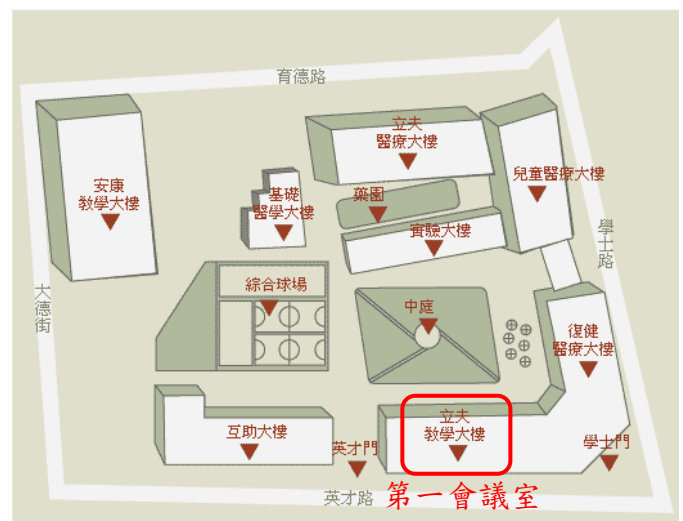 育德路
立夫
醫療大樓
安康
教學大樓
基礎
醫學大樓
藥園
兒童醫療大樓
實驗大樓
學士路
綜合球場
大德街
中庭
復健
醫療大樓
互助大樓
立夫
教學大樓
英才門
學士門
英才路
第一會議室